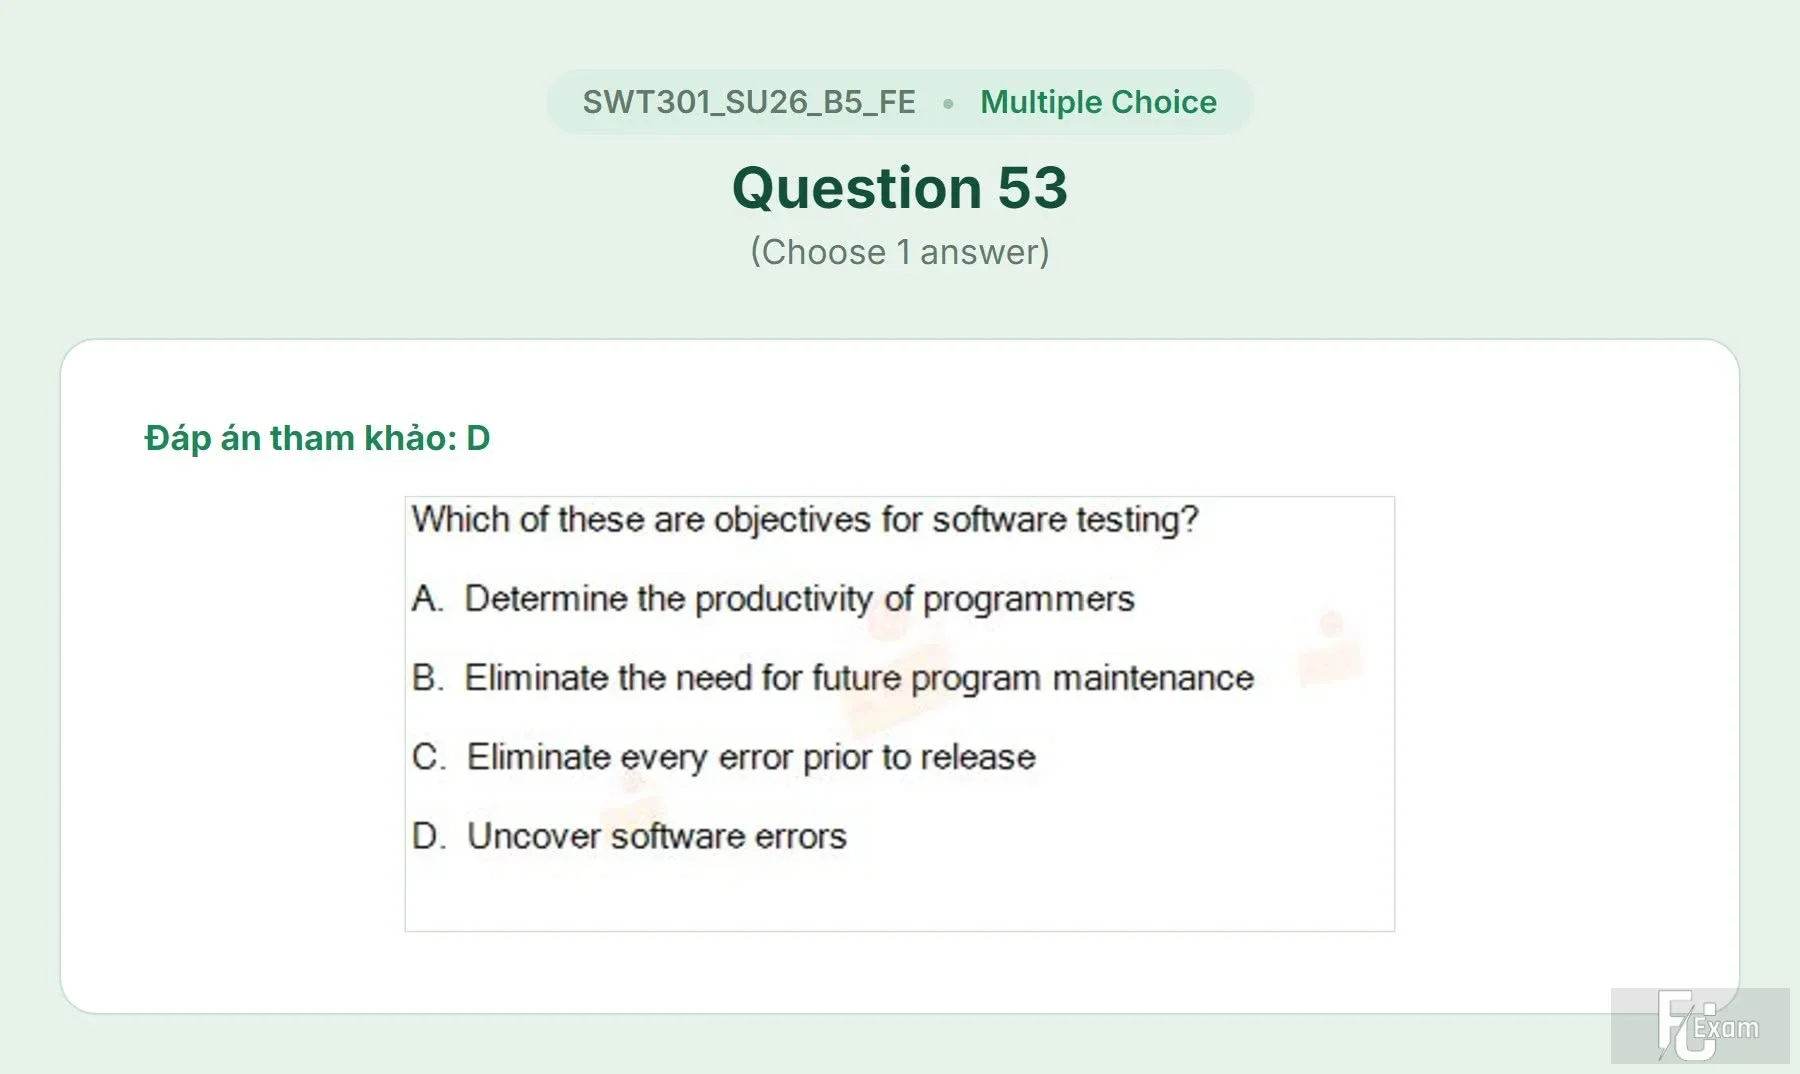 SWT301_SU26_B5_FE • Multiple Choice
Question 53
(Choose 1 answer)
Đáp án tham khảo: D
Which of these are objectives for software testing?
A. Determine the productivity of programmers
B. Eliminate the need for future program maintenance
C. Eliminate every error prior to release
D. Uncover software errors
FU Exam